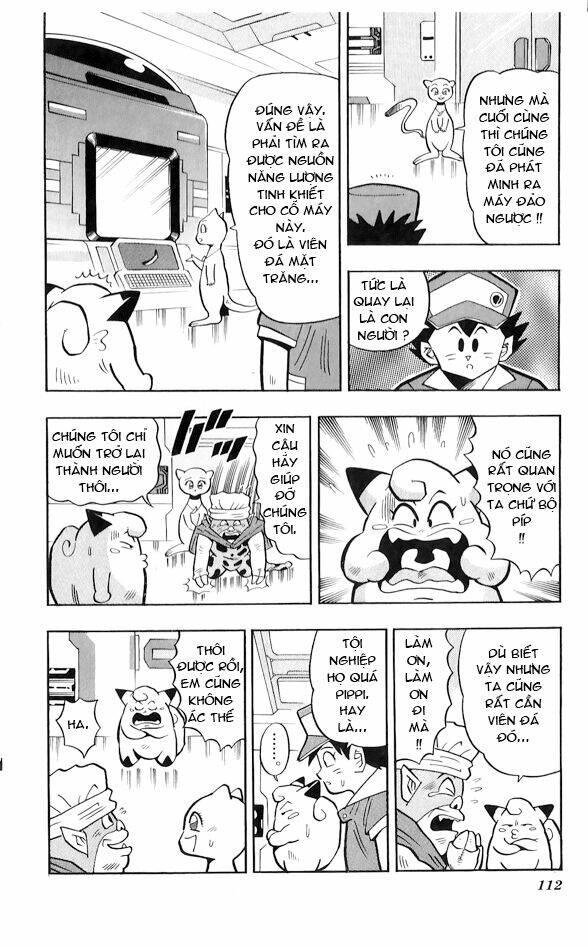 NHƯNG MÀ
CUỐI CÙNG
THÌ CHÚNG
TÔI CŨNG
ĐÃ PHÁT
MINH RA
MÁY ĐẢO
NGƯỢC !!
ĐÚNG VẬY.
VẤN ĐỀ LÀ
PHẢI TÌM RA
ĐƯỢC NGUỒN
NĂNG LƯỢNG
TINH KHIẾT
CHO CỖ MÁY
NÀY.
ĐÓ LÀ VIÊN
ĐÁ MẶT
TRĂNG...
TỨC LÀ
QUAY LẠI
LÀ CON
NGƯỜI ?
NÓ CŨNG
RẤT QUAN
TRỌNG VỚI
TA CHỨ BỘ
PÍP
!!
XIN
CẬU
HÃY
GIÚP
ĐỠ
CHÚNG
TÔI.
CHÚNG TÔI CHỈ
MUỐN TRỞ LẠI
THÀNH NGƯỜI
THÔI...
DÙ BIẾT
VẬY NHƯNG
TA CŨNG
RẤT CẦN
VIÊN ĐÁ
ĐÓ...
LÀM
ƠN,
LÀM
ƠN
ĐI
MÀ
!!
TỘI
NGHIỆP
HỌ QUÁ
PIPPI.
HAY
LÀ...
......
THÔI
ĐƯỢC RỒI,
EM CŨNG
KHÔNG
ÁC THẾ
HẢ.
112